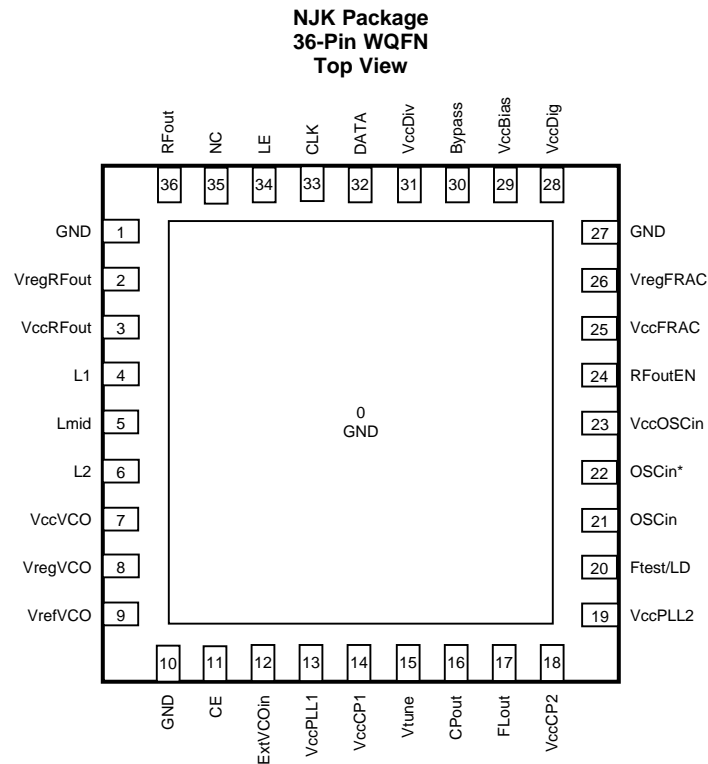 NJK Package
36-Pin WQFN
Top View
RFout
NC
LE
CLK
DATA
VccDiv
Bypass
VccBias
VccDig
36
35
34
33
32
31
30
29
28
GND 1
27 GND
VregRFout 2
26 VregFRAC
VccRFout 3
25 VccFRAC
L1 4
24 RFoutEN
Lmid 5
23 VccOSCin
L2 6
22 OSCin*
VccVCO 7
21 OSCin
VregVCO 8
20 Ftest/LD
VrefVCO 9
19 VccPLL2
0
GND
10
11
12
13
14
15
16
17
18
GND
CE
ExtVCOin
VccPLL1
VccCP1
Vtune
CPout
FLout
VccCP2